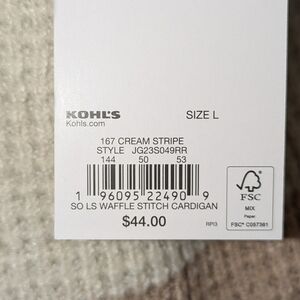 KOHL'S SIZE L
Kohls.com
167 CREAM STRIPE
STYLE JG23S049RR
144 50 53
1 96095 22490 9
SO LS WAFFLE STITCH CARDIGAN
$44.00
RPI3
FSC
MIX
Paper
FSC® C057361